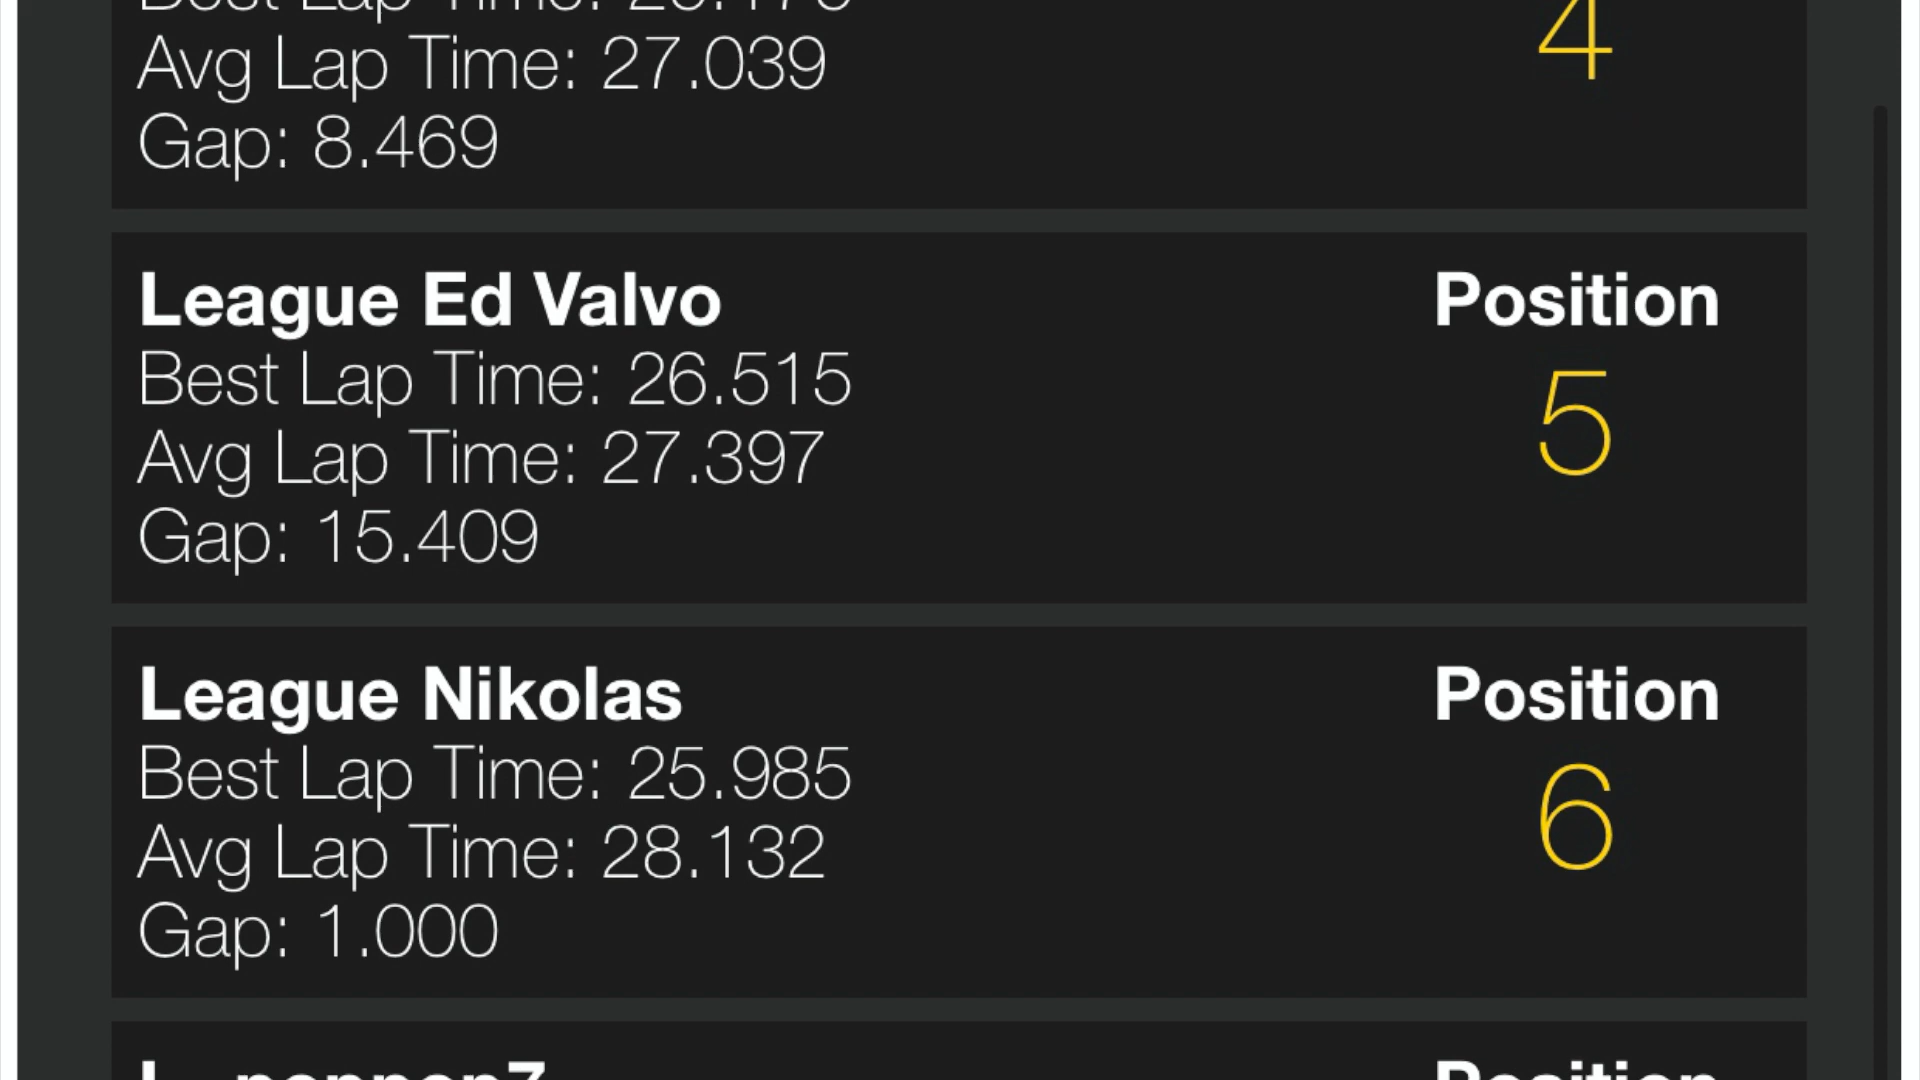 4
Avg Lap Time: 27.039
Gap: 8.469
League Ed Valvo
Position
Best Lap Time: 26.515
5
Avg Lap Time: 27.397
Gap: 15.409
League Nikolas
Position
Best Lap Time: 25.985
6
Avg Lap Time: 28.132
Gap: 1.000
Position